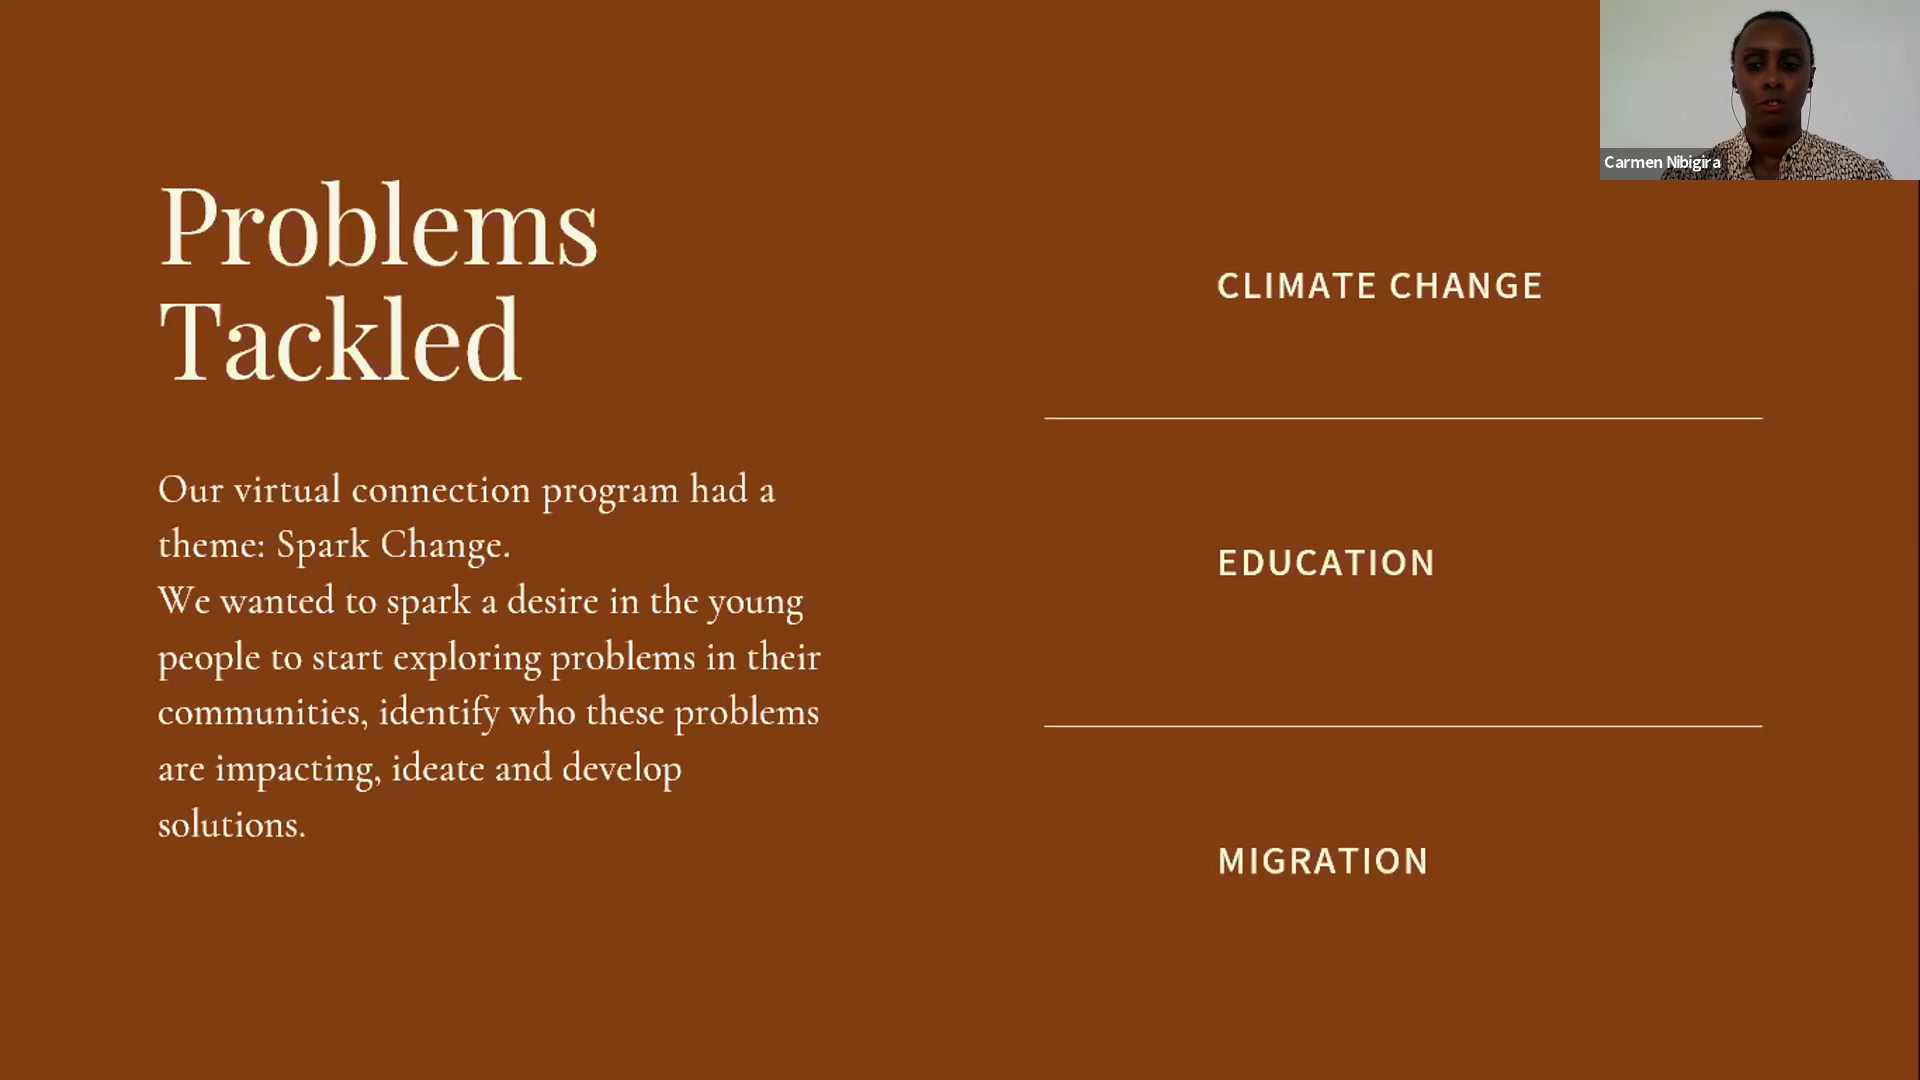 Carmen Nibigira
Problems
Tackled
Our virtual connection program had a
theme: Spark Change.
We wanted to spark a desire in the young
people to start exploring problems in their
communities, identify who these problems
are impacting, ideate and develop
solutions.
CLIMATE CHANGE
EDUCATION
MIGRATION